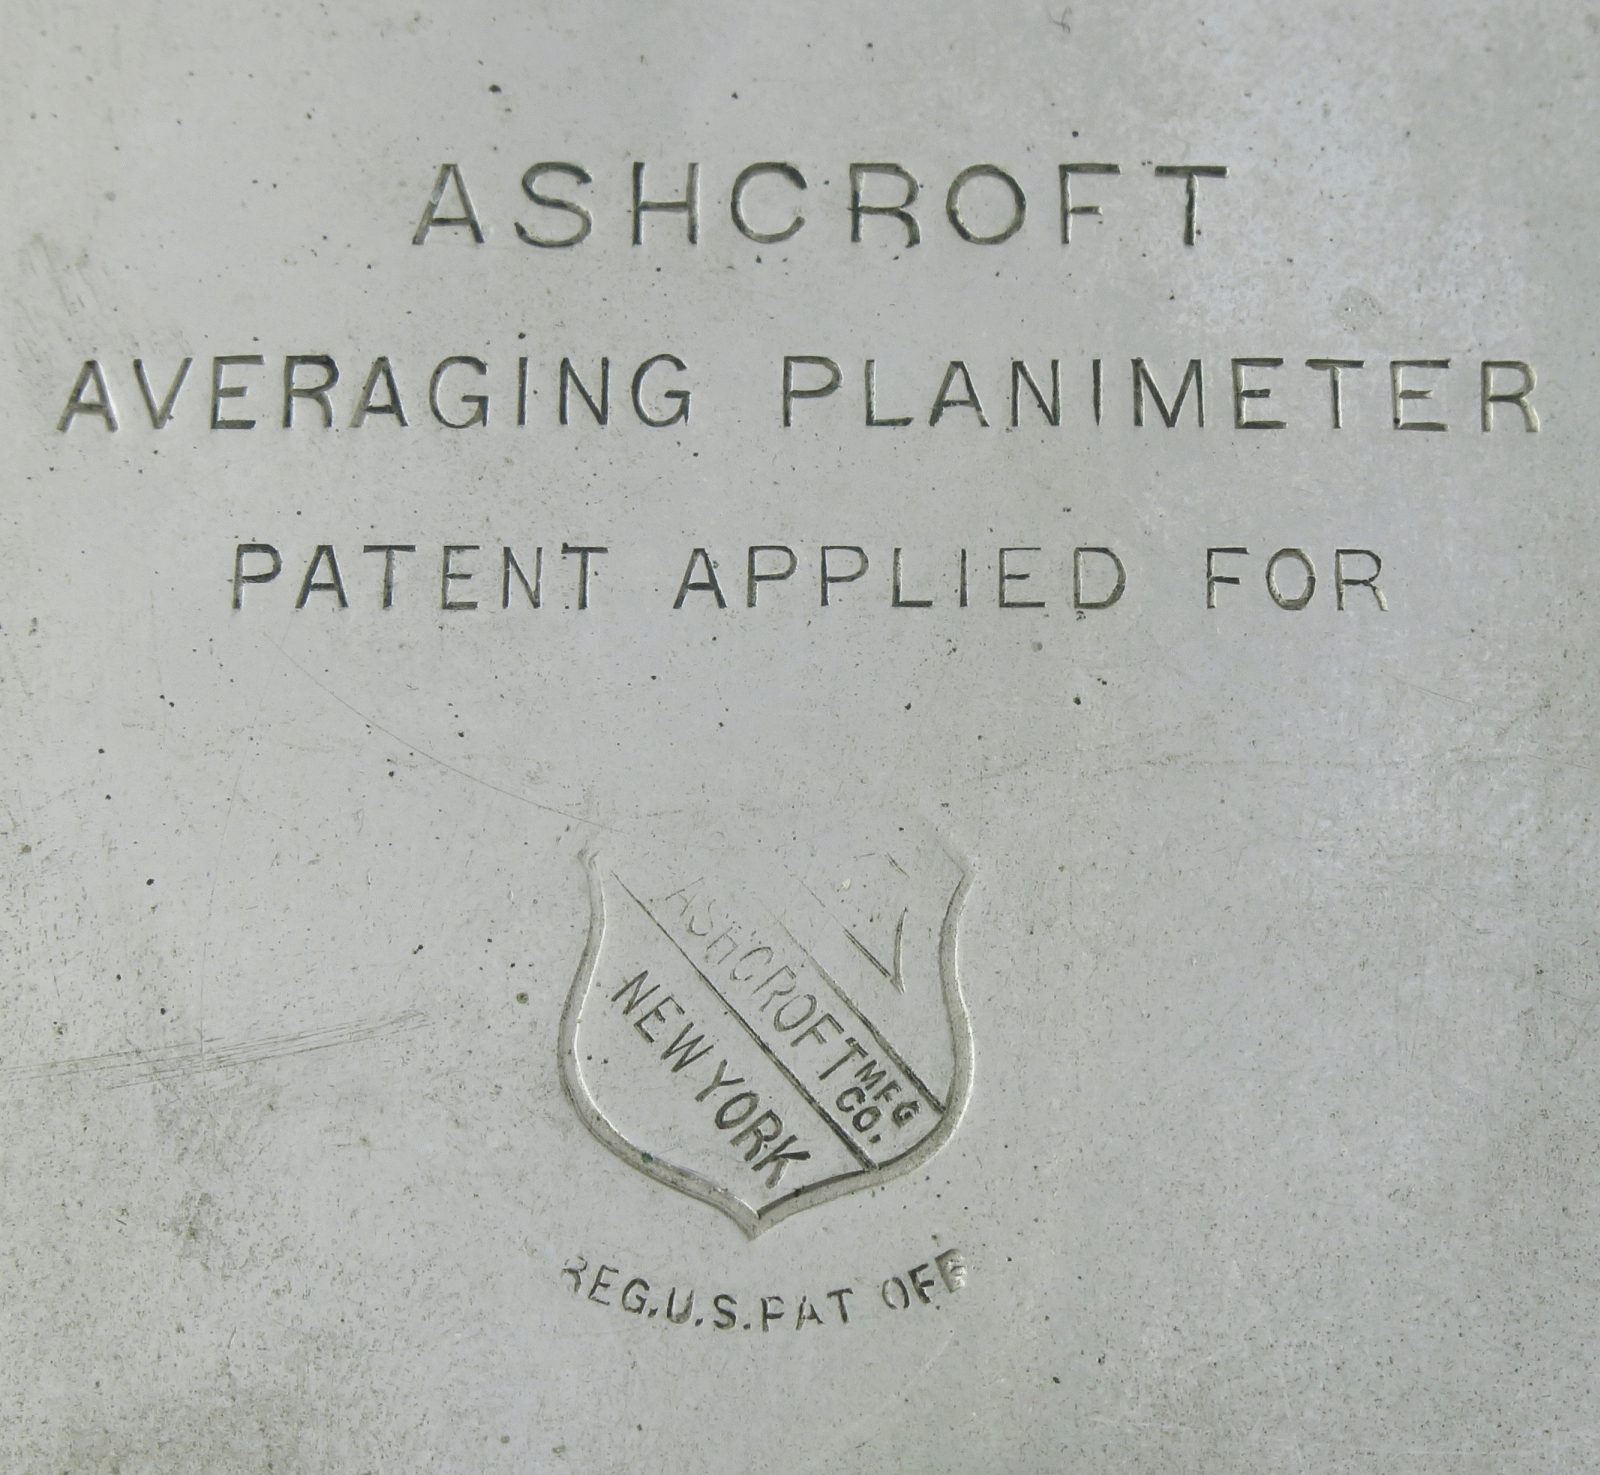 ASHCROFT
AVERAGING PLANIMETER
PATENT APPLIED FOR
ASHCROFT MFG
CO.
NEW YORK
REG.U.S.PAT OFF